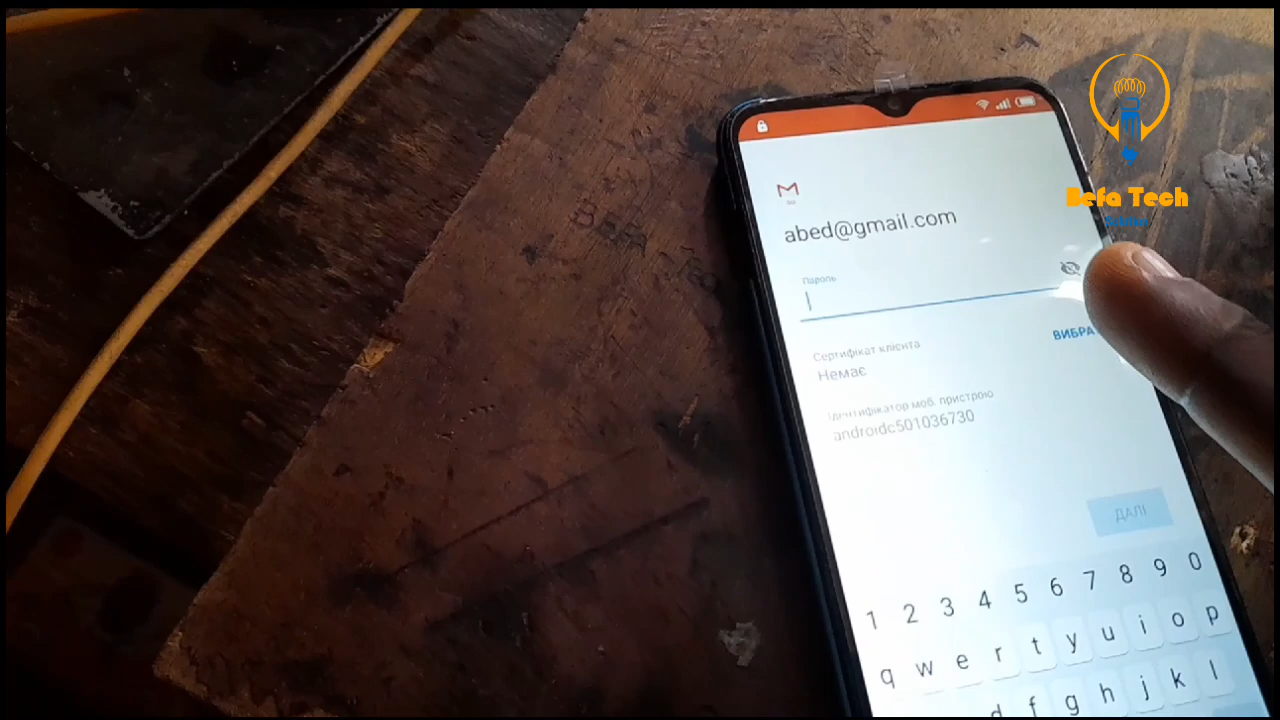 Befa Tech
abed@gmail.com
Пароль
ВИБРА
Сертифікат клієнта
Немає
Ідентифікатор моб. пристрою
androidc501036730
ДАЛІ
1 2 3 4 5 6 7 8 9 0
q w e r t y u i o p
d f g h j k l